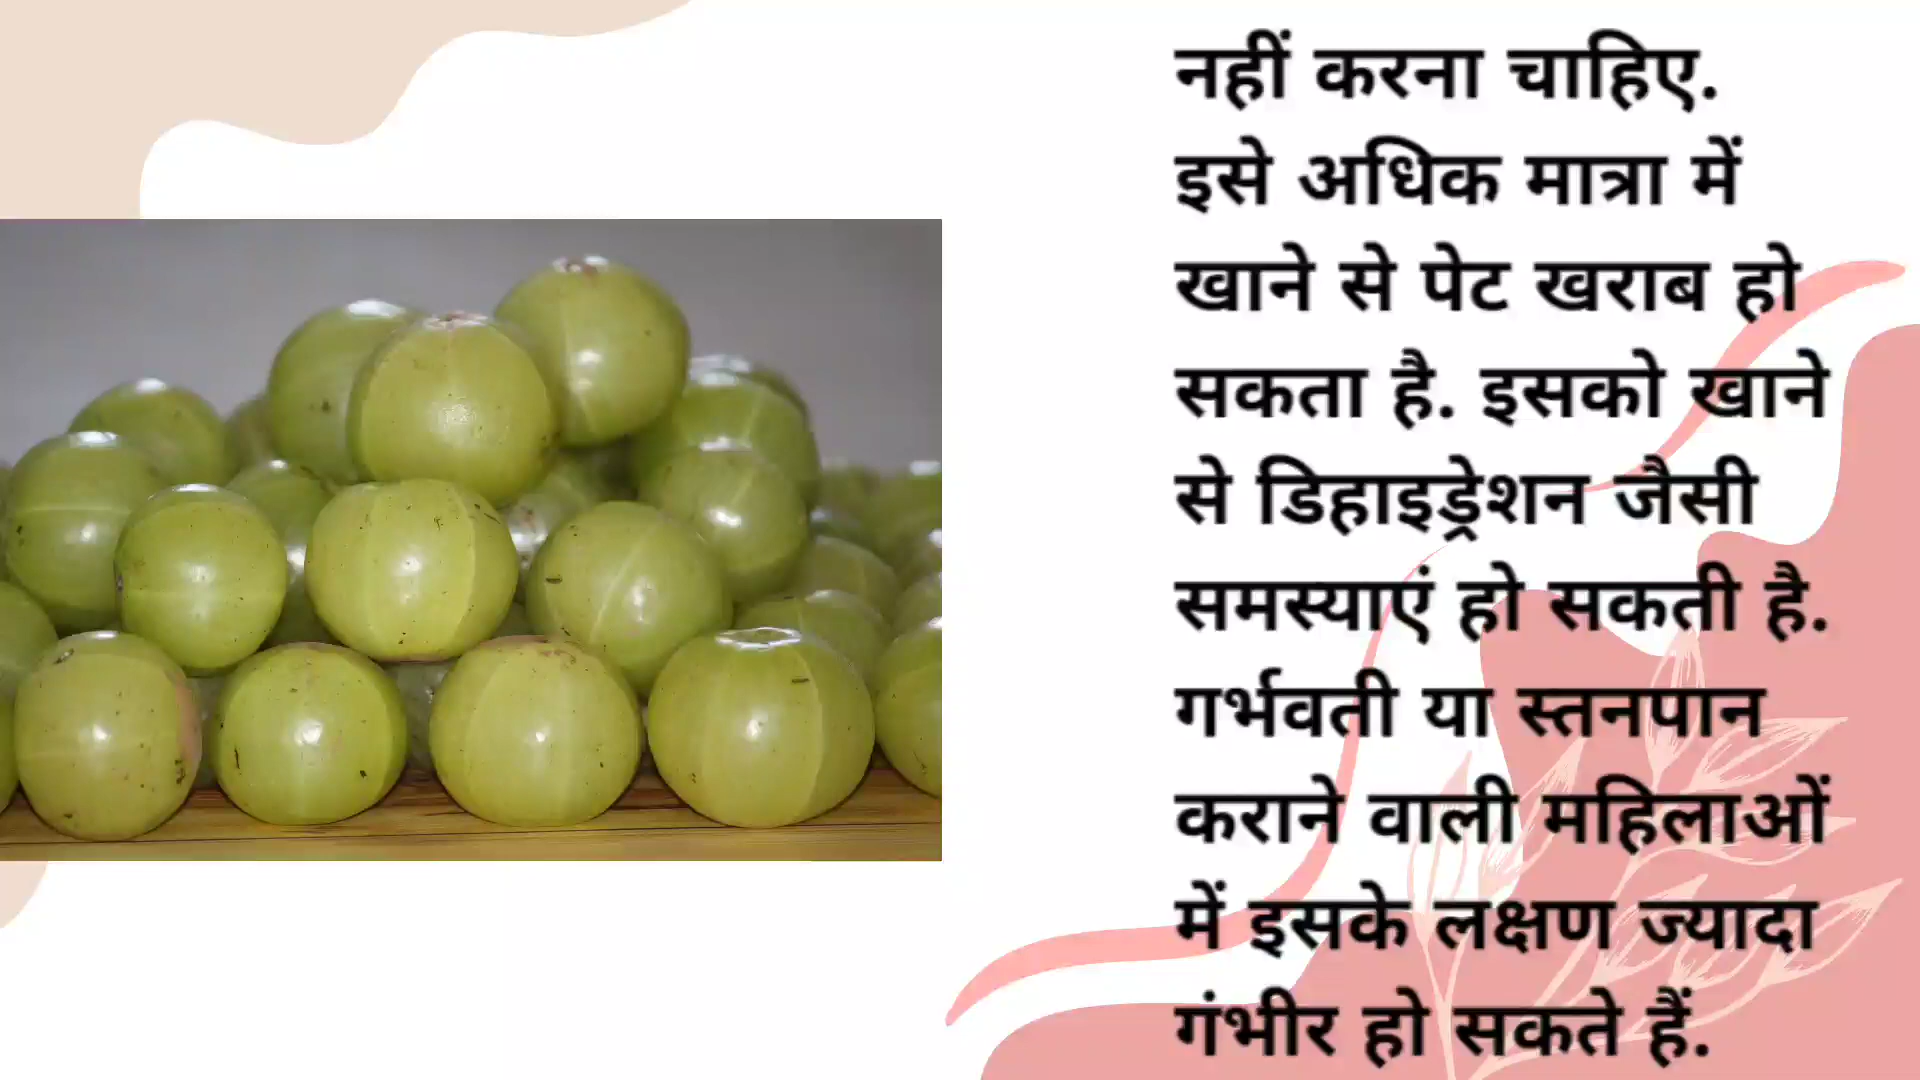 नहीं करना चाहिए.
इसे अधिक मात्रा में
खाने से पेट खराब हो
सकता है. इसको खाने
से डिहाइड्रेशन जैसी
समस्याएं हो सकती है.
गर्भवती या स्तनपान
कराने वाली महिलाओं
में इसके लक्षण ज्यादा
गंभीर हो सकते हैं.